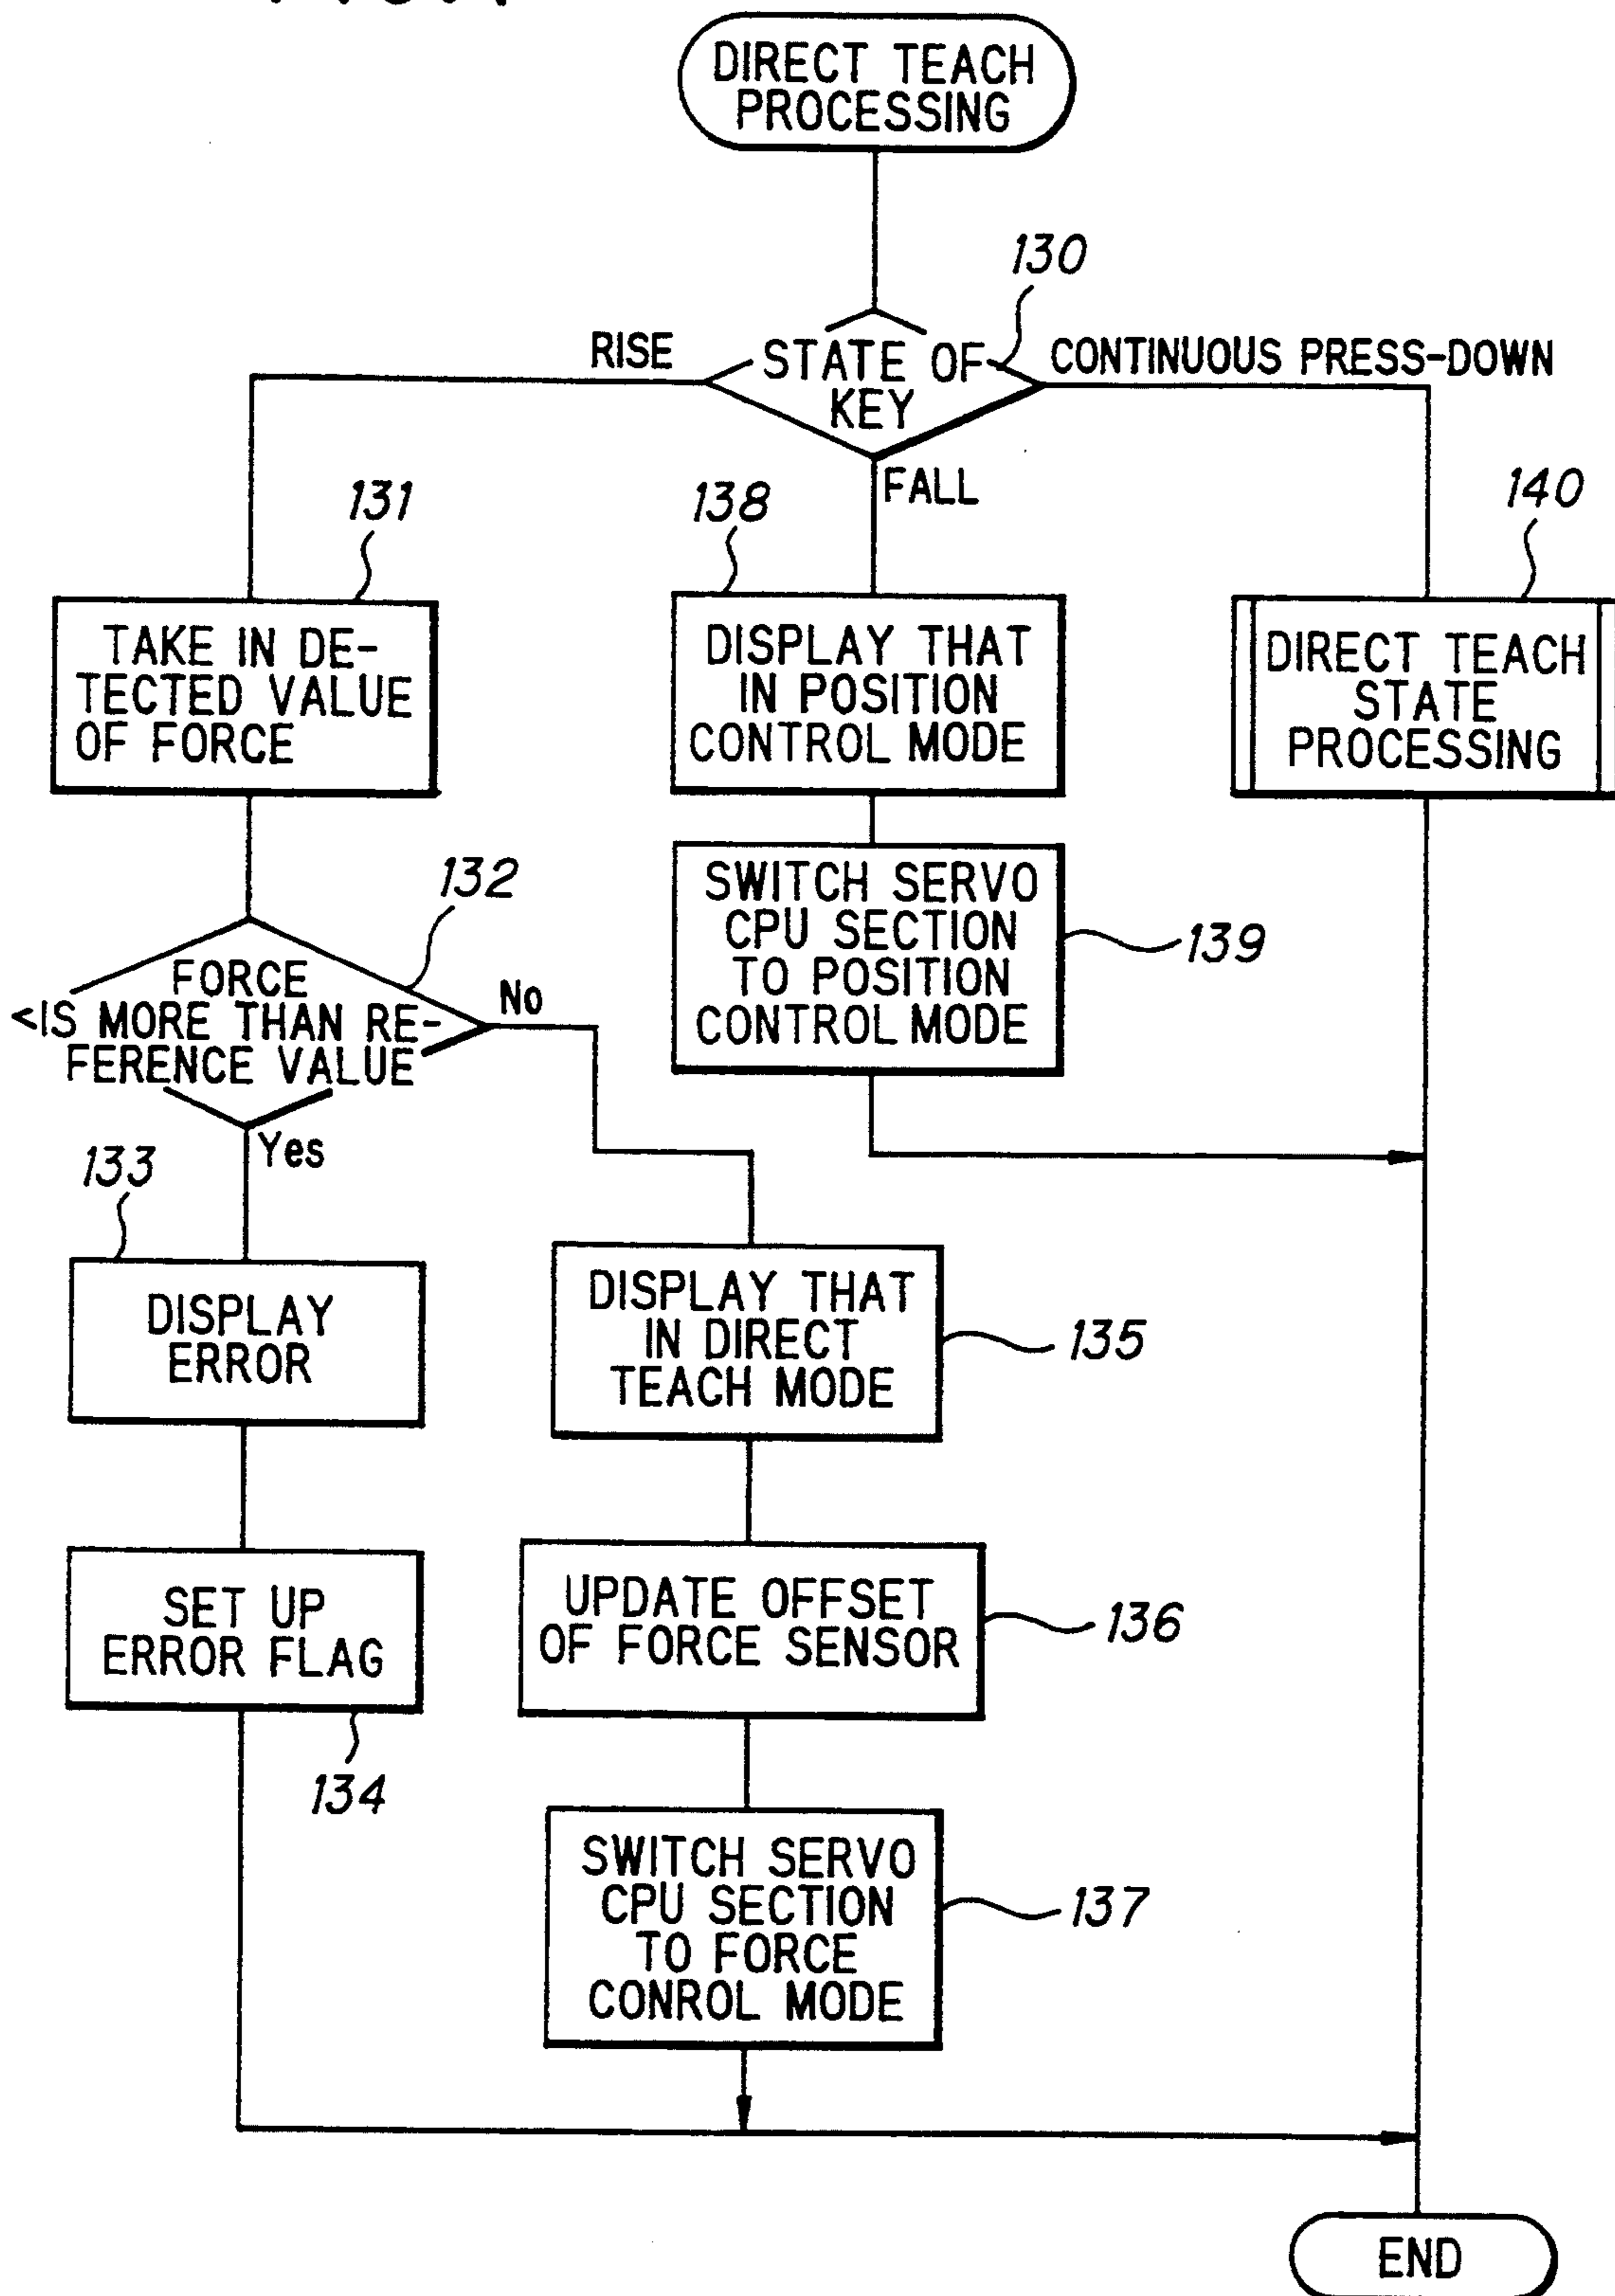 DIRECT TEACH
PROCESSING
130
RISE
STATE OF
KEY
CONTINUOUS PRESS-DOWN
FALL
131
138
140
TAKE IN DE-
TECTED VALUE
OF FORCE
DISPLAY THAT
IN POSITION
CONTROL MODE
DIRECT TEACH
STATE
PROCESSING
132
SWITCH SERVO
CPU SECTION
TO POSITION
CONTROL MODE
139
FORCE
IS MORE THAN RE-
FERENCE VALUE
No
Yes
133
DISPLAY
ERROR
DISPLAY THAT
IN DIRECT
TEACH MODE
135
SET UP
ERROR FLAG
134
UPDATE OFFSET
OF FORCE SENSOR
136
SWITCH SERVO
CPU SECTION
TO FORCE
CONROL MODE
137
END